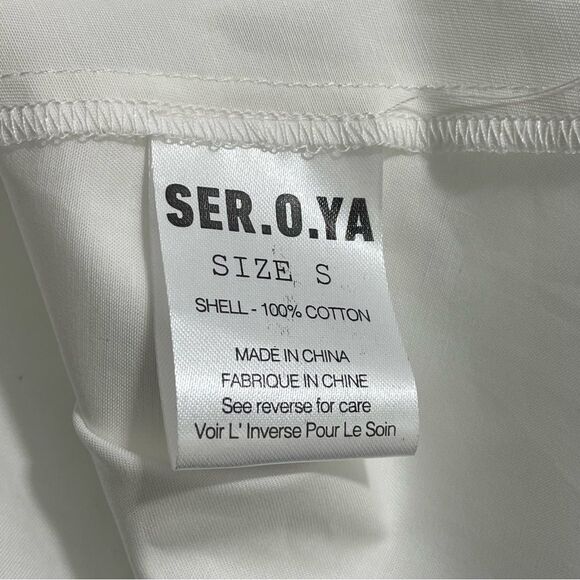 SER.O.YA
SIZE S
SHELL - 100% COTTON
MADE IN CHINA
FABRIQUE IN CHINE
See reverse for care
Voir L' Inverse Pour Le Soin